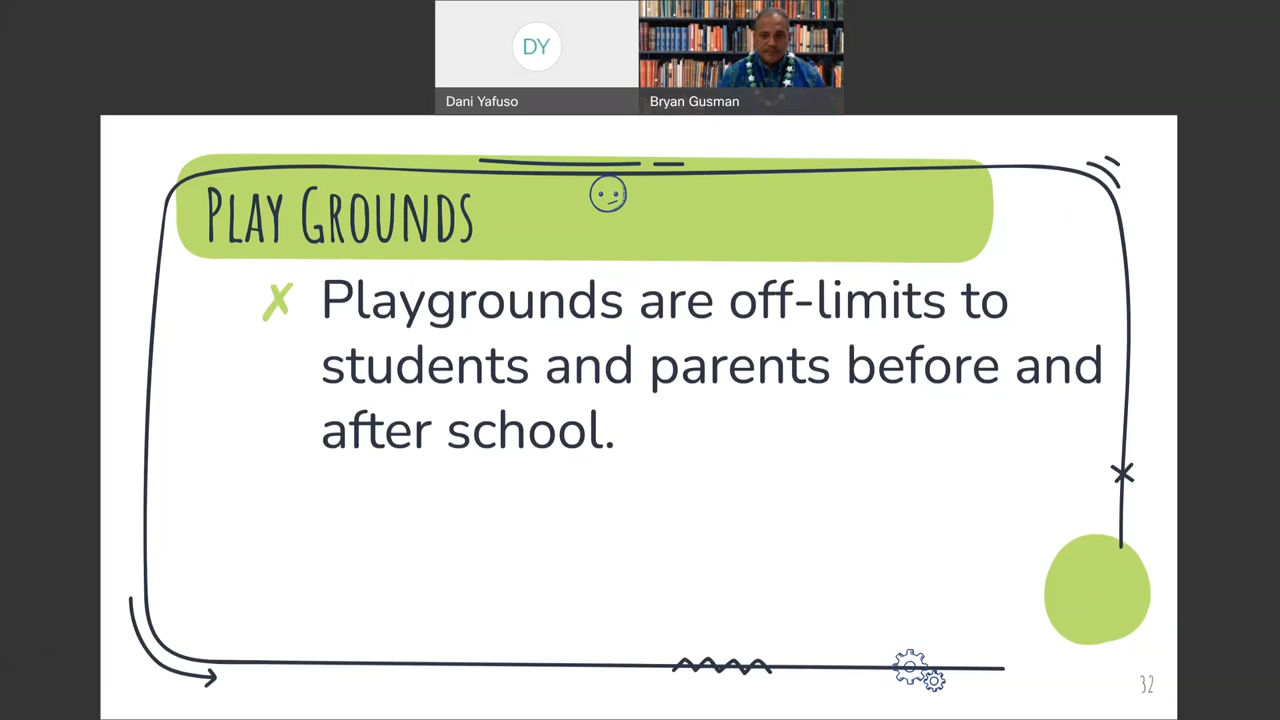 DY
Dani Yafuso
Bryan Gusman
Play Grounds
✗ Playgrounds are off-limits to
students and parents before and
after school.
32